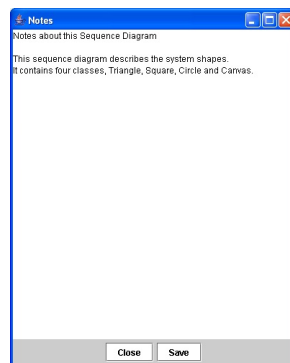 Notes
Notes about this Sequence Diagram
This sequence diagram describes the system shapes.
It contains four classes, Triangle, Square, Circle and Canvas.
Close Save